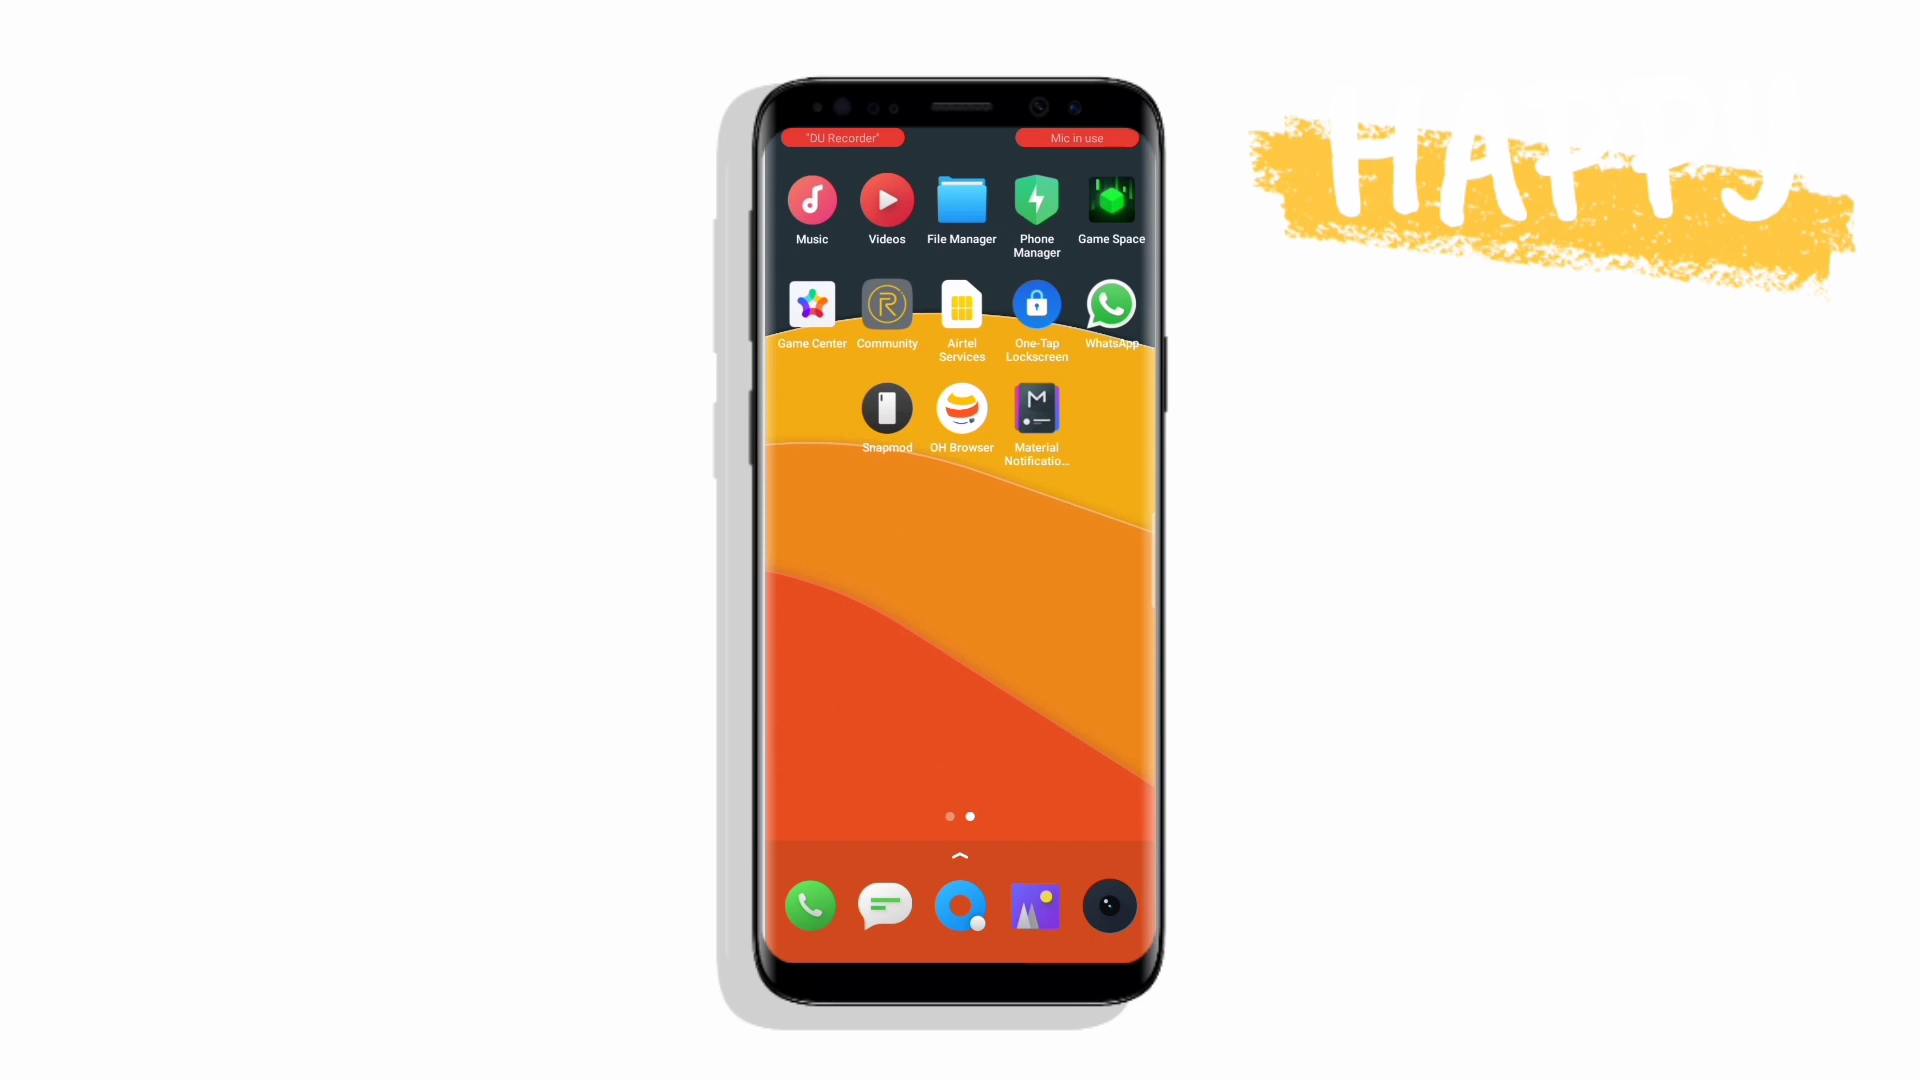 HAPPY
"DU Recorder" Mic in use
Music Videos File Manager Phone Manager Game Space
Game Center Community Airtel Services One-Tap Lockscreen WhatsApp
Snapmod OH Browser Material Notificatio...